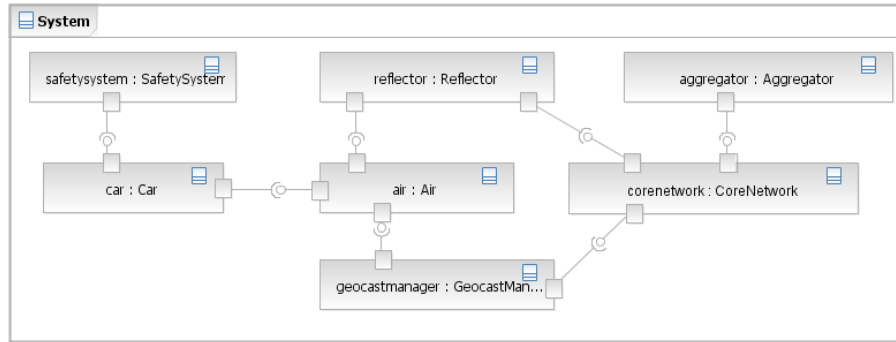 System
safetysystem : SafetySystem
reflector : Reflector
aggregator : Aggregator
car : Car
air : Air
corenetwork : CoreNetwork
geocastmanager : GeocastMan...